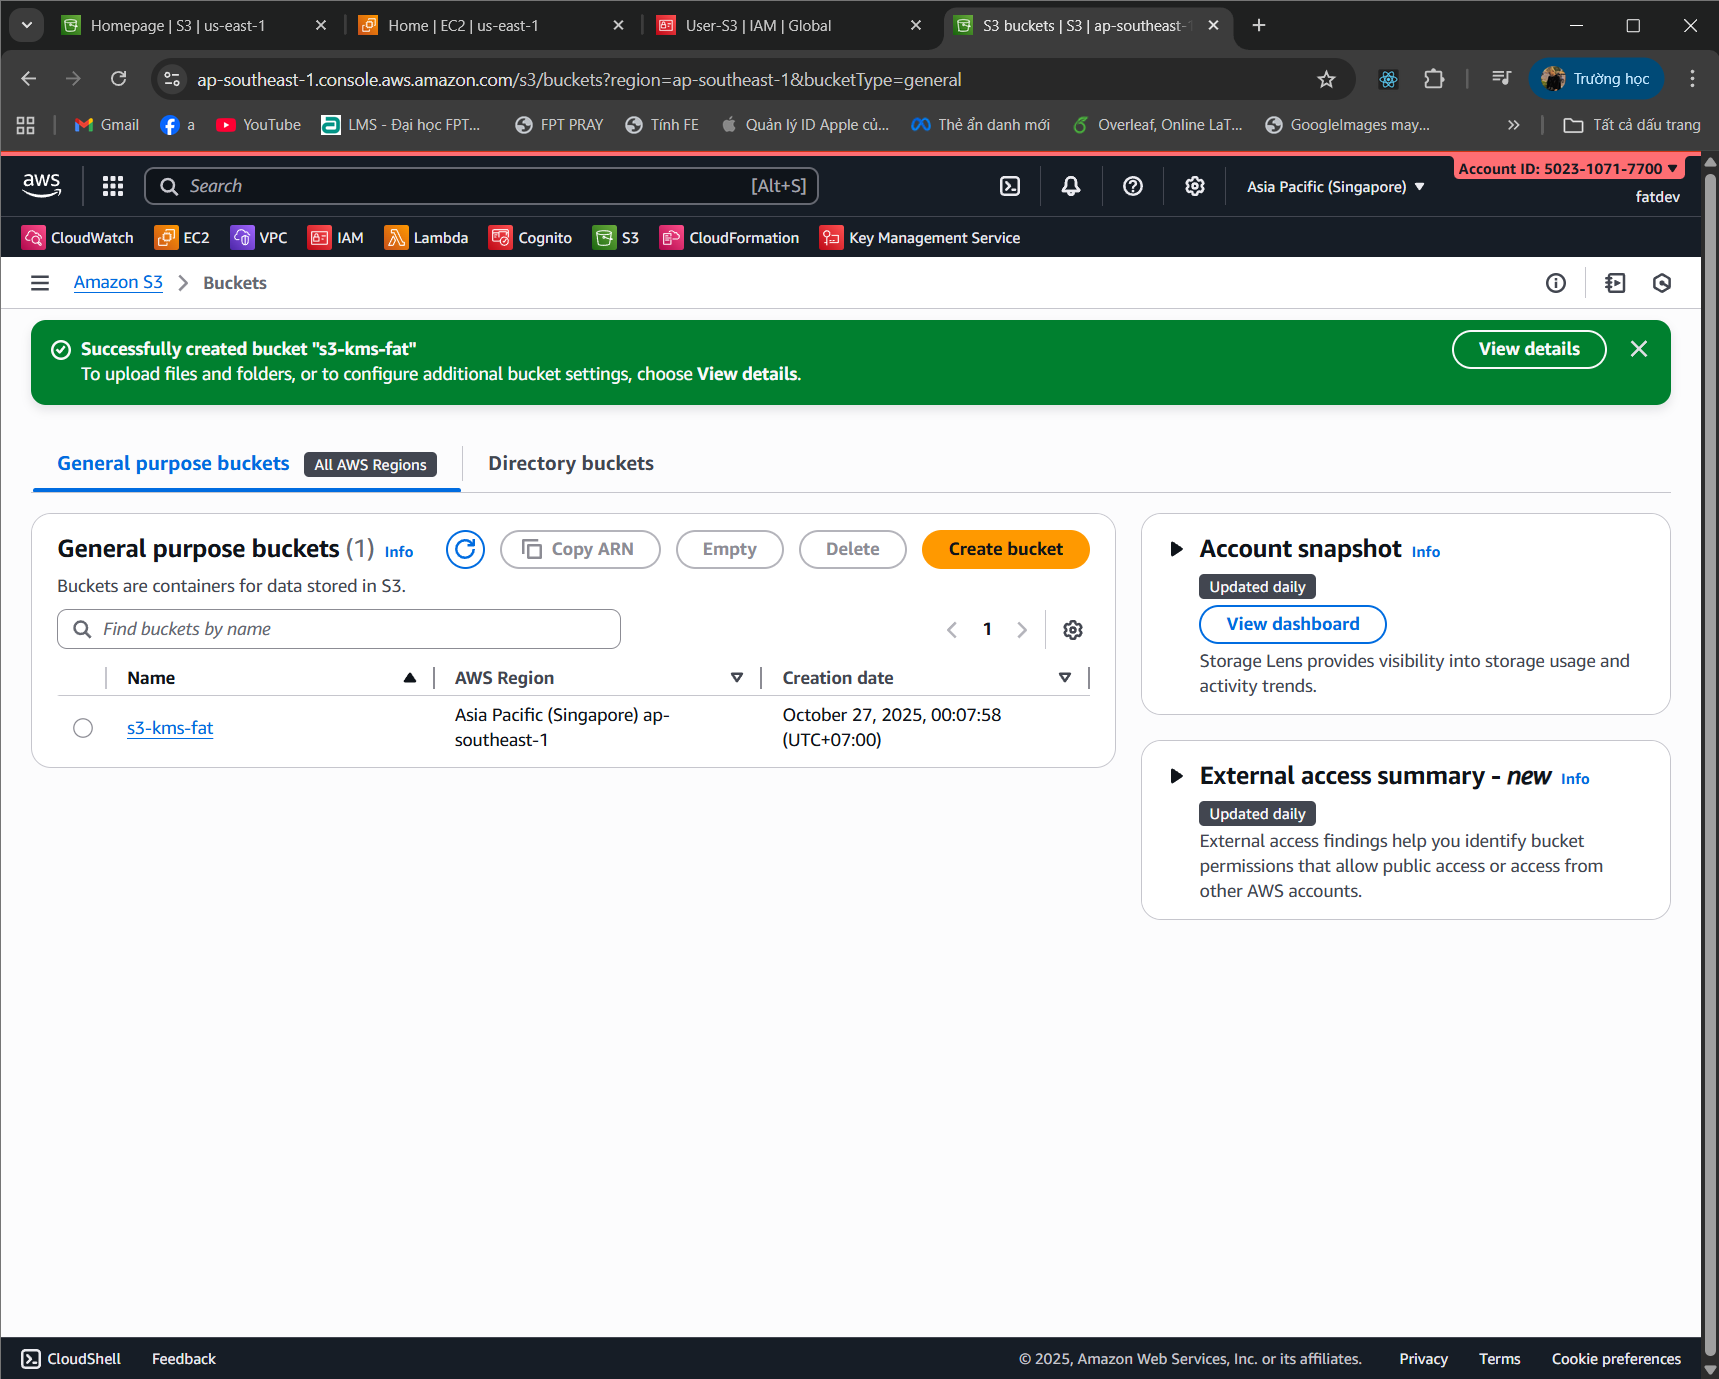 Homepage | S3 | us-east-1
Home | EC2 | us-east-1
User-S3 | IAM | Global
S3 buckets | S3 | ap-southeast-1
ap-southeast-1.console.aws.amazon.com/s3/buckets?region=ap-southeast-1&bucketType=general
Trường học
Gmail
a
YouTube
LMS - Đại học FPT...
FPT PRAY
Tính FE
Quản lý ID Apple củ...
Thẻ ẩn danh mới
Overleaf, Online LaT...
GoogleImages may...
Tất cả dấu trang
aws
Search
[Alt+S]
Asia Pacific (Singapore)
Account ID: 5023-1071-7700
fatdev
CloudWatch
EC2
VPC
IAM
Lambda
Cognito
S3
CloudFormation
Key Management Service
Amazon S3
Buckets
Successfully created bucket "s3-kms-fat"
To upload files and folders, or to configure additional bucket settings, choose View details.
View details
General purpose buckets
All AWS Regions
Directory buckets
General purpose buckets (1) Info
Copy ARN
Empty
Delete
Create bucket
Buckets are containers for data stored in S3.
Find buckets by name
1
Name
AWS Region
Creation date
s3-kms-fat
Asia Pacific (Singapore) ap-
southeast-1
October 27, 2025, 00:07:58
(UTC+07:00)
Account snapshot Info
Updated daily
View dashboard
Storage Lens provides visibility into storage usage and
activity trends.
External access summary - new Info
Updated daily
External access findings help you identify bucket
permissions that allow public access or access from
other AWS accounts.
CloudShell
Feedback
© 2025, Amazon Web Services, Inc. or its affiliates.
Privacy
Terms
Cookie preferences